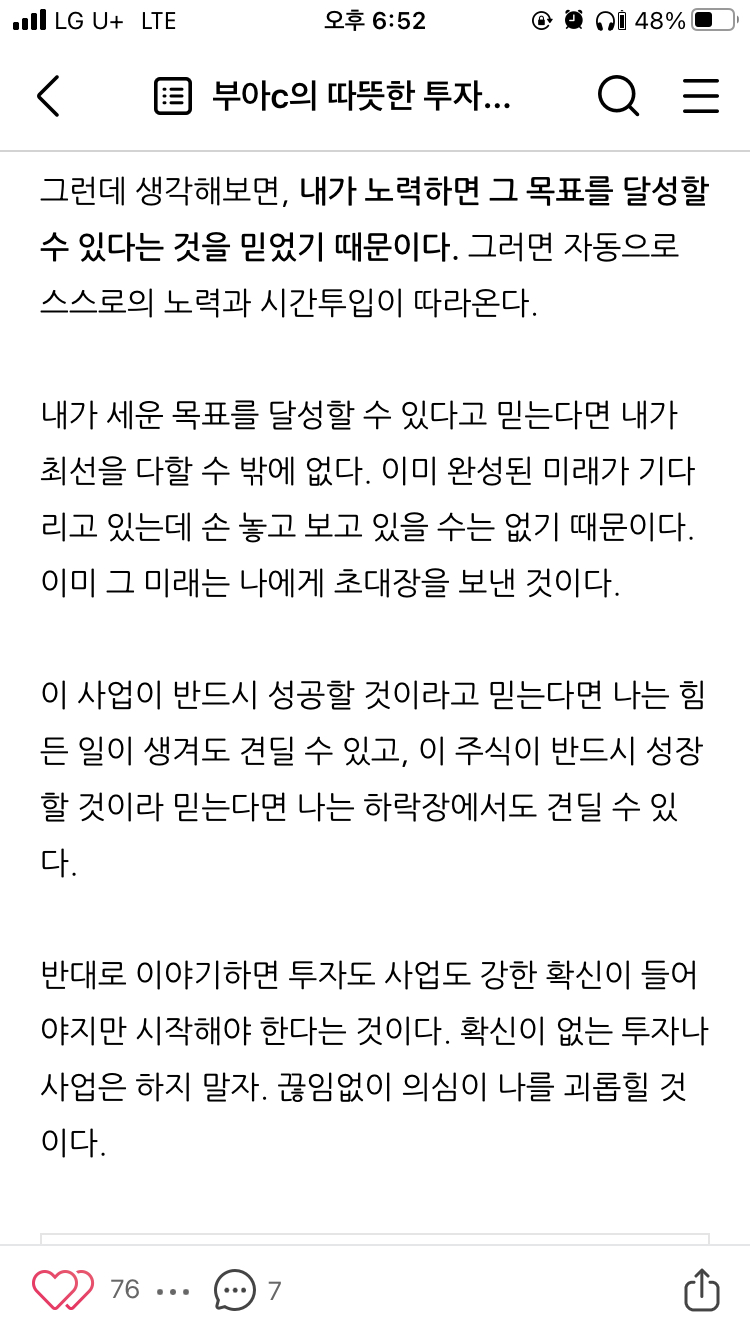 LG U+ LTE 오후 6:52 48%
부아c의 따뜻한 투자...
그런데 생각해보면, 내가 노력하면 그 목표를 달성할
수 있다는 것을 믿었기 때문이다. 그러면 자동으로
스스로의 노력과 시간투입이 따라온다.
내가 세운 목표를 달성할 수 있다고 믿는다면 내가
최선을 다할 수 밖에 없다. 이미 완성된 미래가 기다
리고 있는데 손 놓고 보고 있을 수는 없기 때문이다.
이미 그 미래는 나에게 초대장을 보낸 것이다.
이 사업이 반드시 성공할 것이라고 믿는다면 나는 힘
든 일이 생겨도 견딜 수 있고, 이 주식이 반드시 성장
할 것이라 믿는다면 나는 하락장에서도 견딜 수 있
다.
반대로 이야기하면 투자도 사업도 강한 확신이 들어
야지만 시작해야 한다는 것이다. 확신이 없는 투자나
사업은 하지 말자. 끊임없이 의심이 나를 괴롭힐 것
이다.
76 ... 7